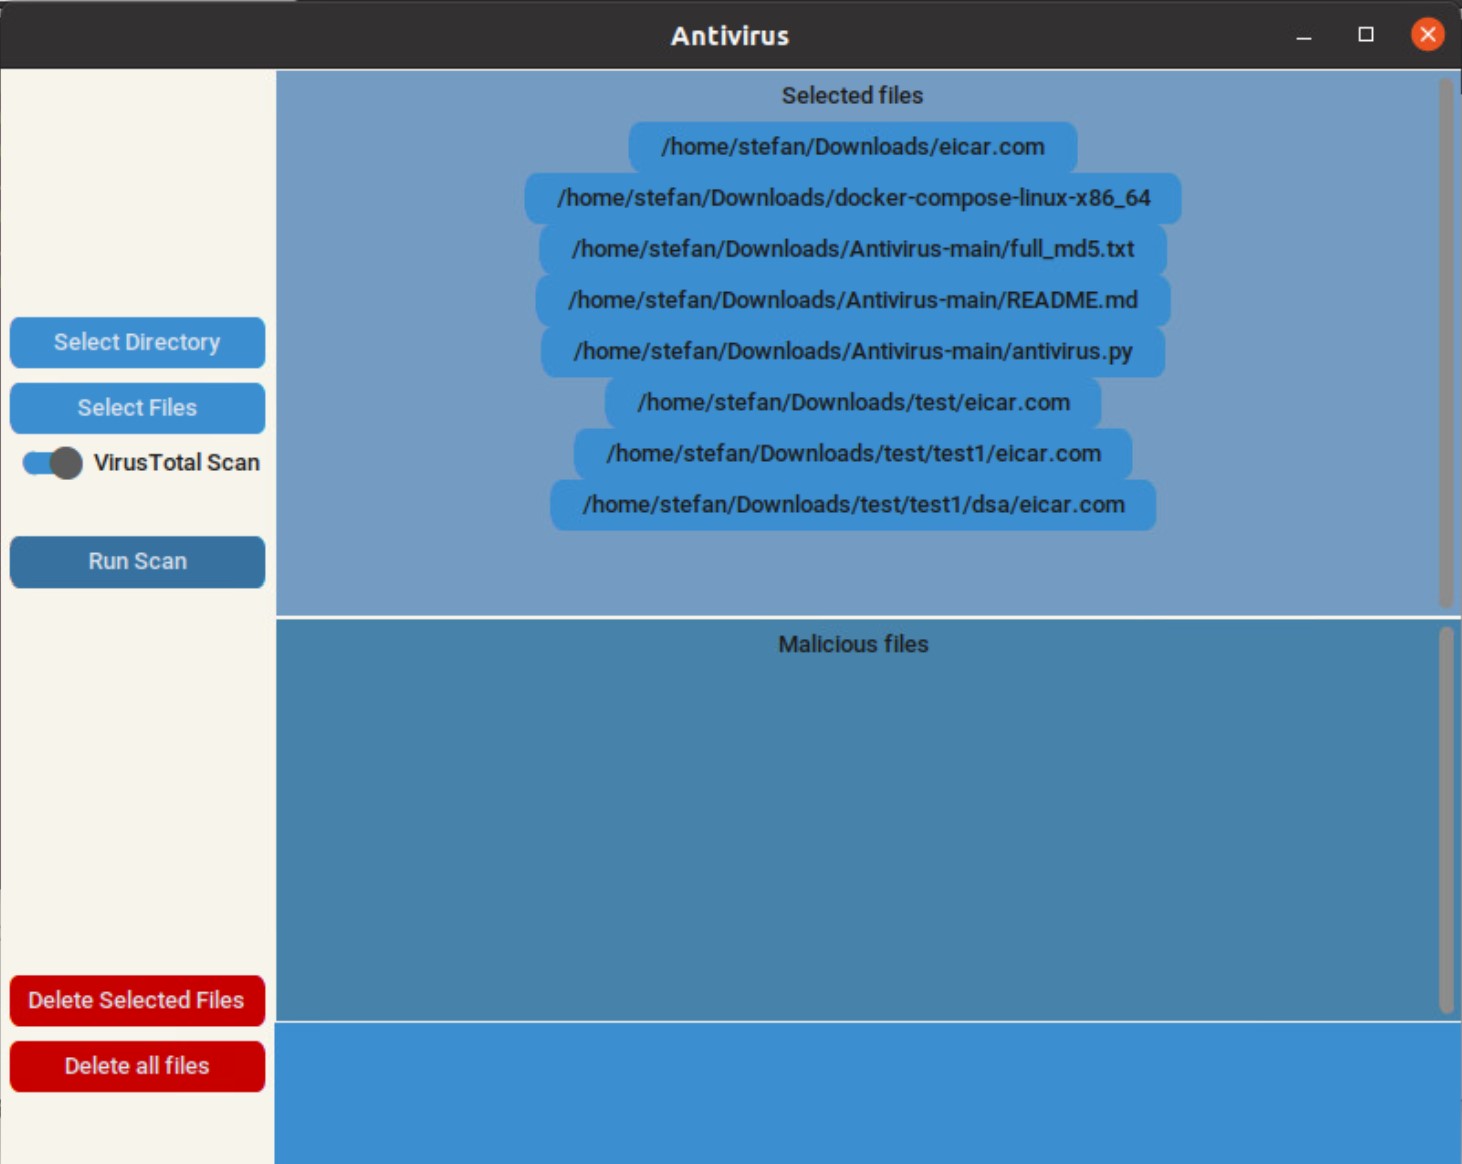 Antivirus
Selected files
/home/stefan/Downloads/eicar.com
/home/stefan/Downloads/docker-compose-linux-x86_64
/home/stefan/Downloads/Antivirus-main/full_md5.txt
/home/stefan/Downloads/Antivirus-main/README.md
/home/stefan/Downloads/Antivirus-main/antivirus.py
/home/stefan/Downloads/test/eicar.com
/home/stefan/Downloads/test/test1/eicar.com
/home/stefan/Downloads/test/test1/dsa/eicar.com
Select Directory
Select Files
VirusTotal Scan
Run Scan
Malicious files
Delete Selected Files
Delete all files